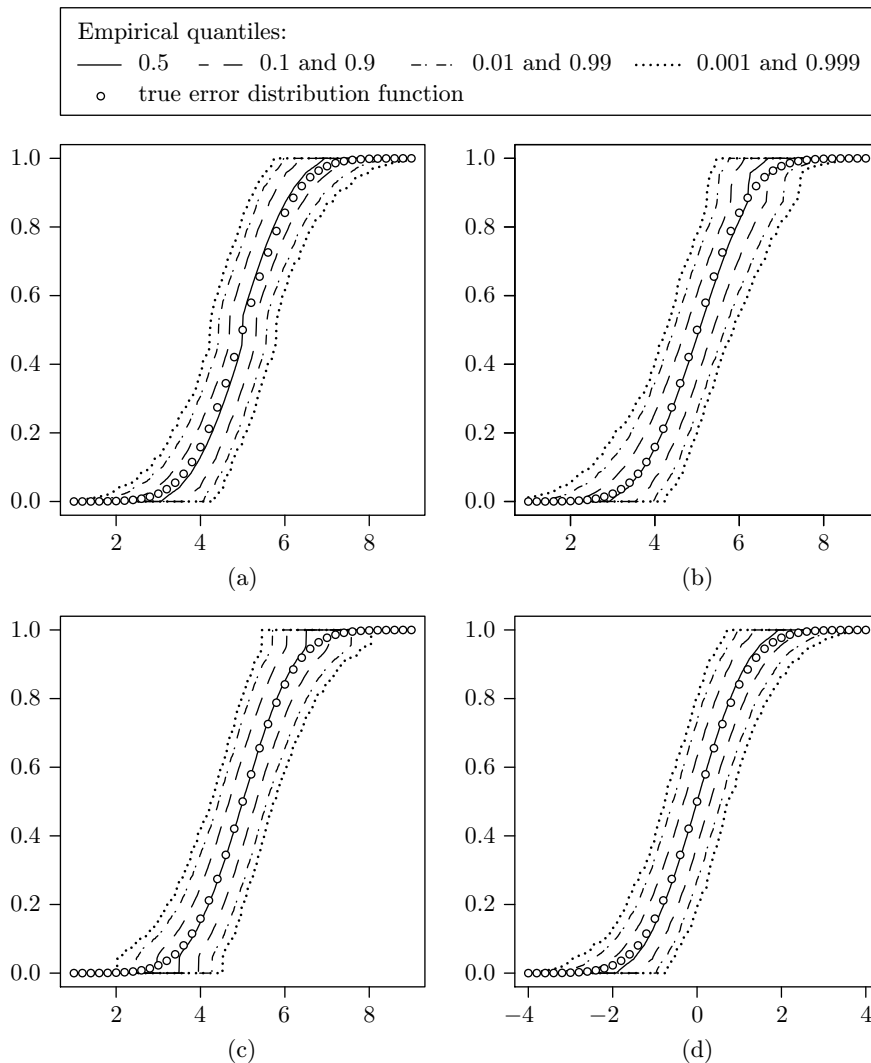 Empirical quantiles:
0.5 0.1 and 0.9 0.01 and 0.99 0.001 and 0.999
true error distribution function
1.0 1.0
0.8 0.8
0.6 0.6
0.4 0.4
0.2 0.2
0.0 0.0
2 4 6 8 2 4 6 8
(a) (b)
1.0 1.0
0.8 0.8
0.6 0.6
0.4 0.4
0.2 0.2
0.0 0.0
2 4 6 8 −4 −2 0 2 4
(c) (d)